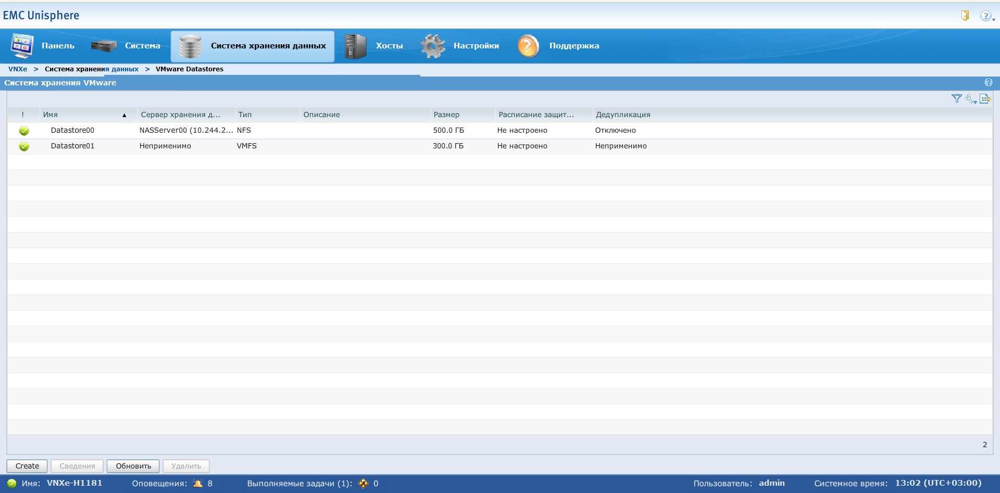 EMC Unisphere
Панель Система Система хранения данных Хосты Настройки Поддержка
VNXe > Система хранения данных > VMware Datastores
Система хранения VMware
! Имя Сервер хранения д... Тип Описание Размер Расписание защит... Дедупликация
Datastore00 NASServer00 (10.244.2... NFS 500.0 ГБ Не настроено Отключено
Datastore01 Неприменимо VMFS 300.0 ГБ Не настроено Неприменимо
2
Create Сведения Обновить Удалить
Имя: VNXe-H1181 Оповещения: 8 Выполняемые задачи (1): 0 Пользователь: admin Системное время: 13:02 (UTC+03:00)